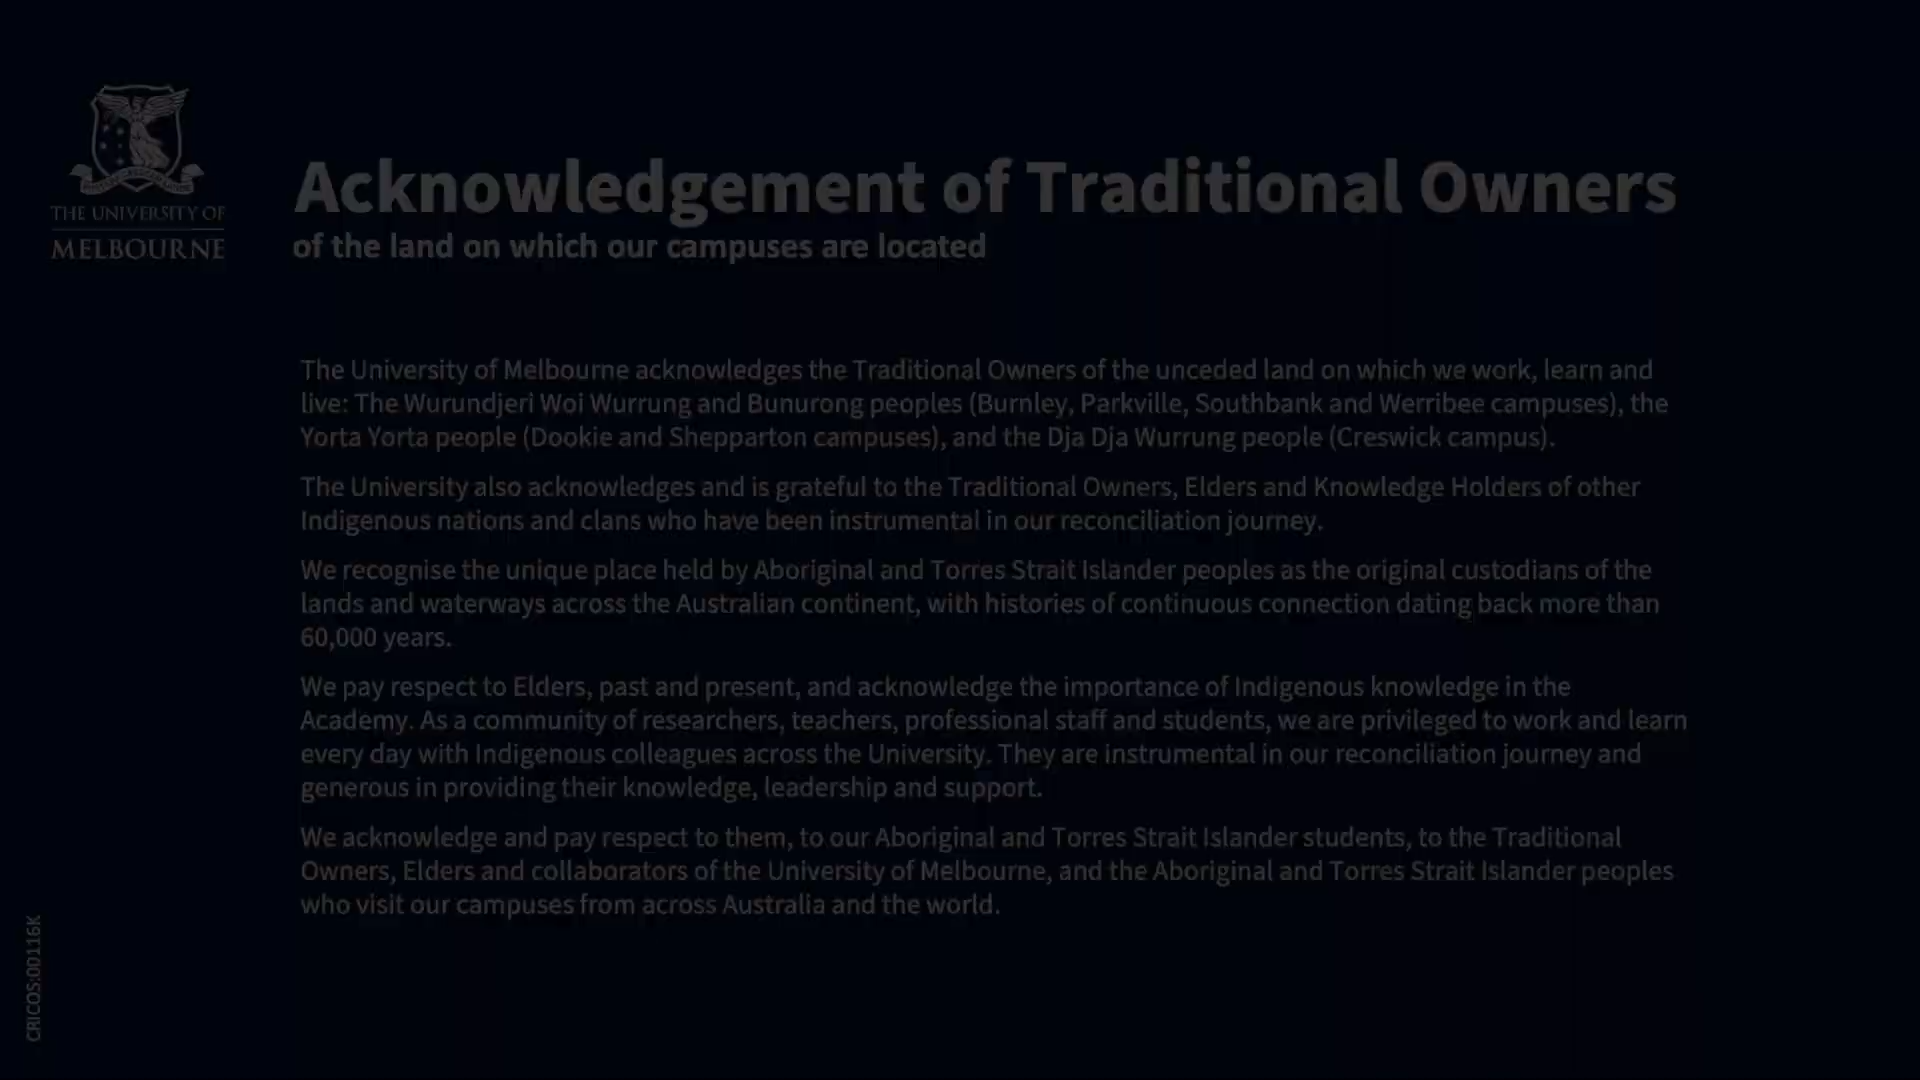 THE UNIVERSITY OF
MELBOURNE
Acknowledgement of Traditional Owners
of the land on which our campuses are located
The University of Melbourne acknowledges the Traditional Owners of the unceded land on which we work, learn and
live: The Wurundjeri Woi Wurrung and Bunurong peoples (Burnley, Parkville, Southbank and Werribee campuses), the
Yorta Yorta people (Dookie and Shepparton campuses), and the Dja Dja Wurrung people (Creswick campus).
The University also acknowledges and is grateful to the Traditional Owners, Elders and Knowledge Holders of other
Indigenous nations and clans who have been instrumental in our reconciliation journey.
We recognise the unique place held by Aboriginal and Torres Strait Islander peoples as the original custodians of the
lands and waterways across the Australian continent, with histories of continuous connection dating back more than
60,000 years.
We pay respect to Elders, past and present, and acknowledge the importance of Indigenous knowledge in the
Academy. As a community of researchers, teachers, professional staff and students, we are privileged to work and learn
every day with Indigenous colleagues across the University. They are instrumental in our reconciliation journey and
generous in providing their knowledge, leadership and support.
We acknowledge and pay respect to them, to our Aboriginal and Torres Strait Islander students, to the Traditional
Owners, Elders and collaborators of the University of Melbourne, and the Aboriginal and Torres Strait Islander peoples
who visit our campuses from across Australia and the world.
CRICOS:00116K